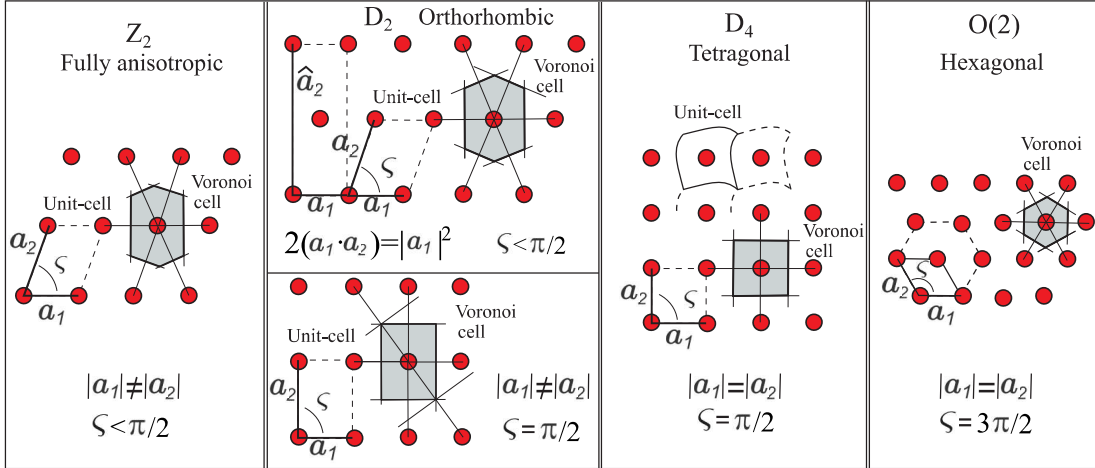 Z₂
Fully anisotropic
Unit-cell
Voronoi
cell
a₂
ς
a₁
|a₁|≠|a₂|
ς<π/2
D₂ Orthorhombic
â₂
Unit-cell
Voronoi
cell
a₂
ς
a₁
a₁
2(a₁·a₂)=|a₁|²
ς<π/2
Unit-cell
Voronoi
cell
a₂
ς
a₁
|a₁|≠|a₂|
ς=π/2
D₄
Tetragonal
Unit-cell
Voronoi
cell
a₂
ς
a₁
|a₁|=|a₂|
ς=π/2
O(2)
Hexagonal
Voronoi
cell
ς
a₂
a₁
|a₁|=|a₂|
ς=3π/2